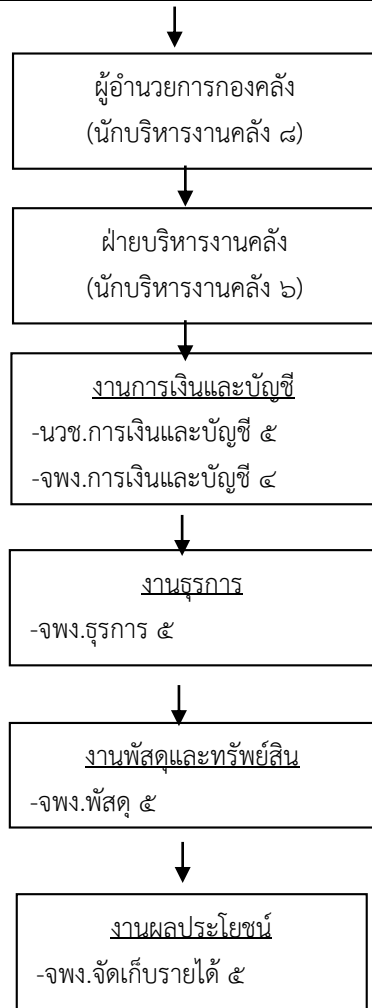 ผู้อำนวยการกองคลัง
(นักบริหารงานคลัง ๘)
ฝ่ายบริหารงานคลัง
(นักบริหารงานคลัง ๖)
งานการเงินและบัญชี
-นวช.การเงินและบัญชี ๕
-จพง.การเงินและบัญชี ๔
งานธุรการ
-จพง.ธุรการ ๕
งานพัสดุและทรัพย์สิน
-จพง.พัสดุ ๕
งานผลประโยชน์
-จพง.จัดเก็บรายได้ ๕